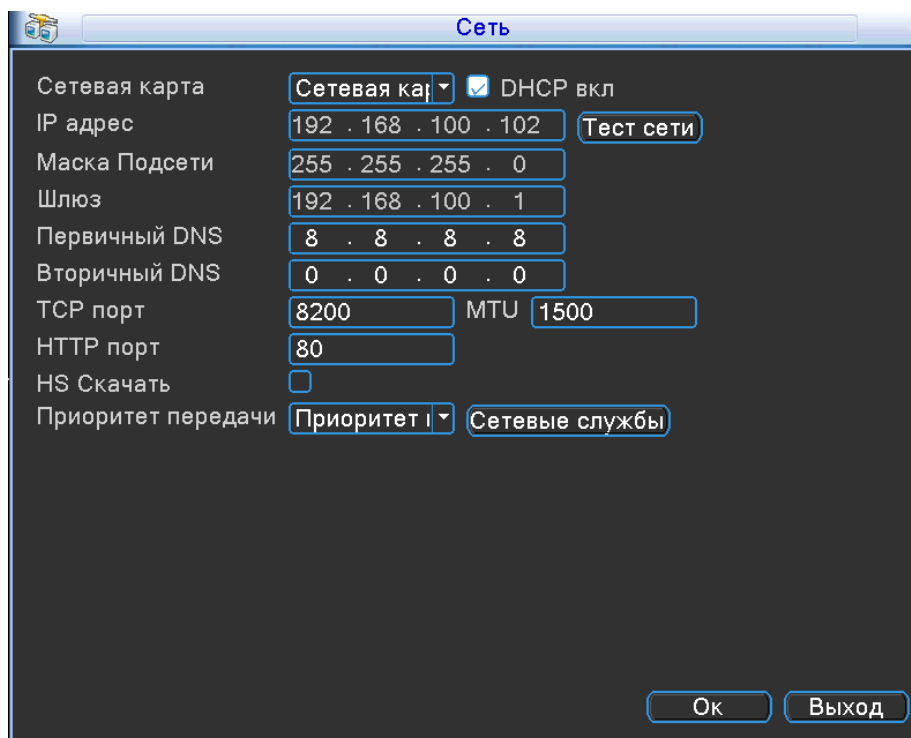 Сеть
Сетевая карта Сетевая кар DHCP вкл
IP адрес 192 . 168 . 100 . 102 Тест сети
Маска Подсети 255 . 255 . 255 . 0
Шлюз 192 . 168 . 100 . 1
Первичный DNS 8 . 8 . 8 . 8
Вторичный DNS 0 . 0 . 0 . 0
TCP порт 8200 MTU 1500
HTTP порт 80
HS Скачать
Приоритет передачи Приоритет Сетевые службы
Ок Выход